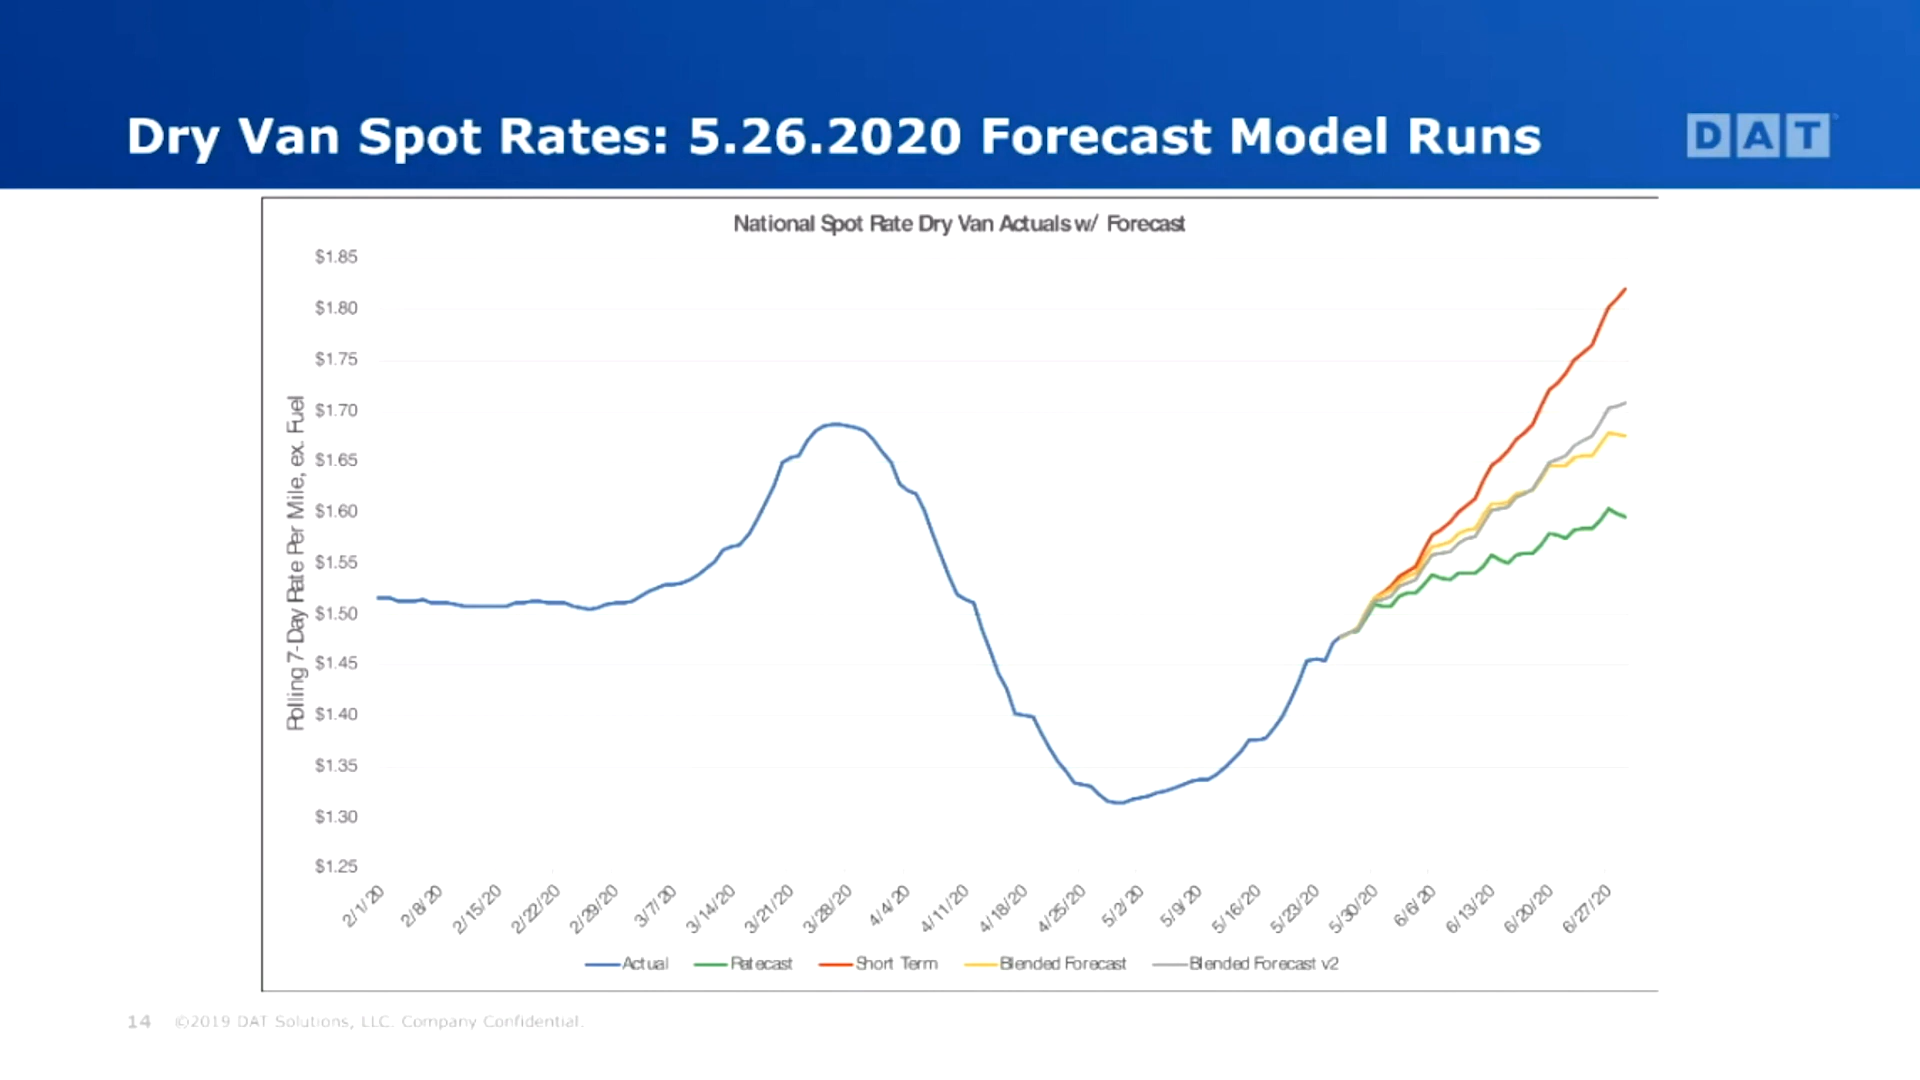 Dry Van Spot Rates: 5.26.2020 Forecast Model Runs
DAT
National Spot Rate Dry Van Actuals w/ Forecast
Rolling 7-Day Rate Per Mile, ex. Fuel
$1.85
$1.80
$1.75
$1.70
$1.65
$1.60
$1.55
$1.50
$1.45
$1.40
$1.35
$1.30
$1.25
2/1/20 2/8/20 2/15/20 2/22/20 2/29/20 3/7/20 3/14/20 3/21/20 3/28/20 4/4/20 4/11/20 4/18/20 4/25/20 5/2/20 5/9/20 5/16/20 5/23/20 5/30/20 6/6/20 6/13/20 6/20/20 6/27/20
Actual Ratecast Short Term Blended Forecast Blended Forecast v2
14 ©2019 DAT Solutions, LLC. Company Confidential.